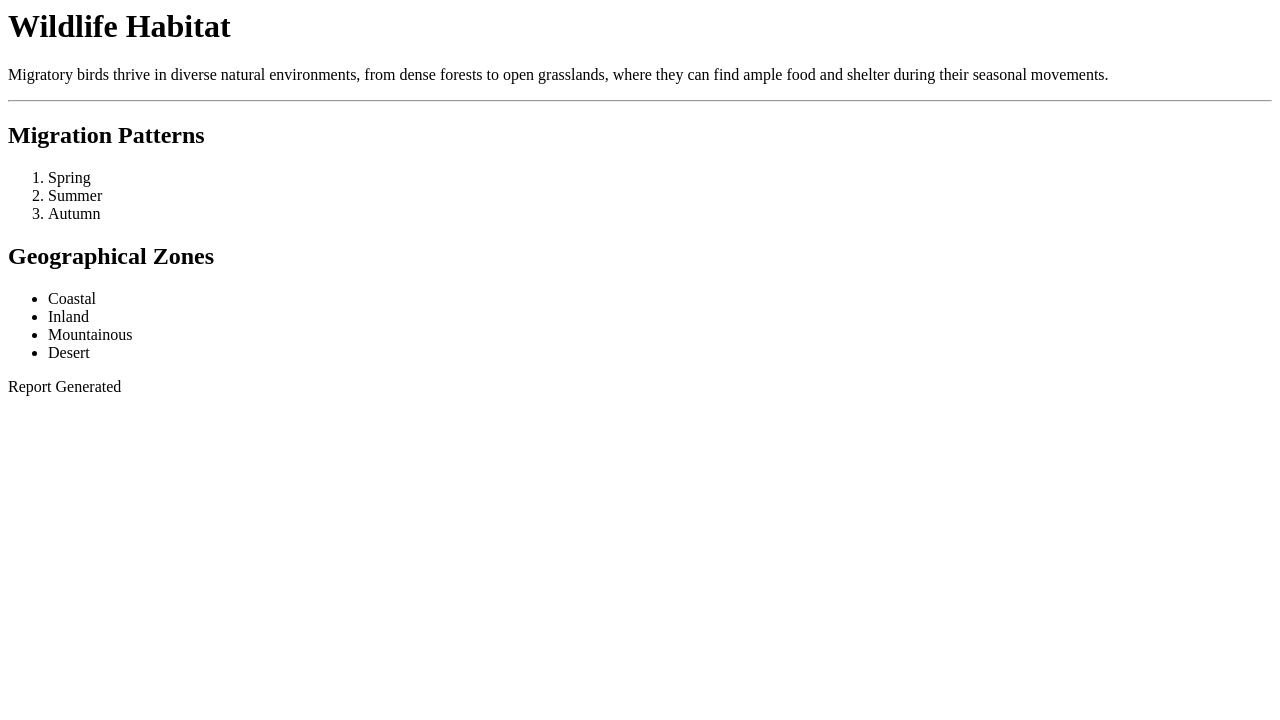 Wildlife Habitat
Migratory birds thrive in diverse natural environments, from dense forests to open grasslands, where they can find ample food and shelter during their seasonal movements.
Migration Patterns
1. Spring
2. Summer
3. Autumn
Geographical Zones
• Coastal
• Inland
• Mountainous
• Desert
Report Generated